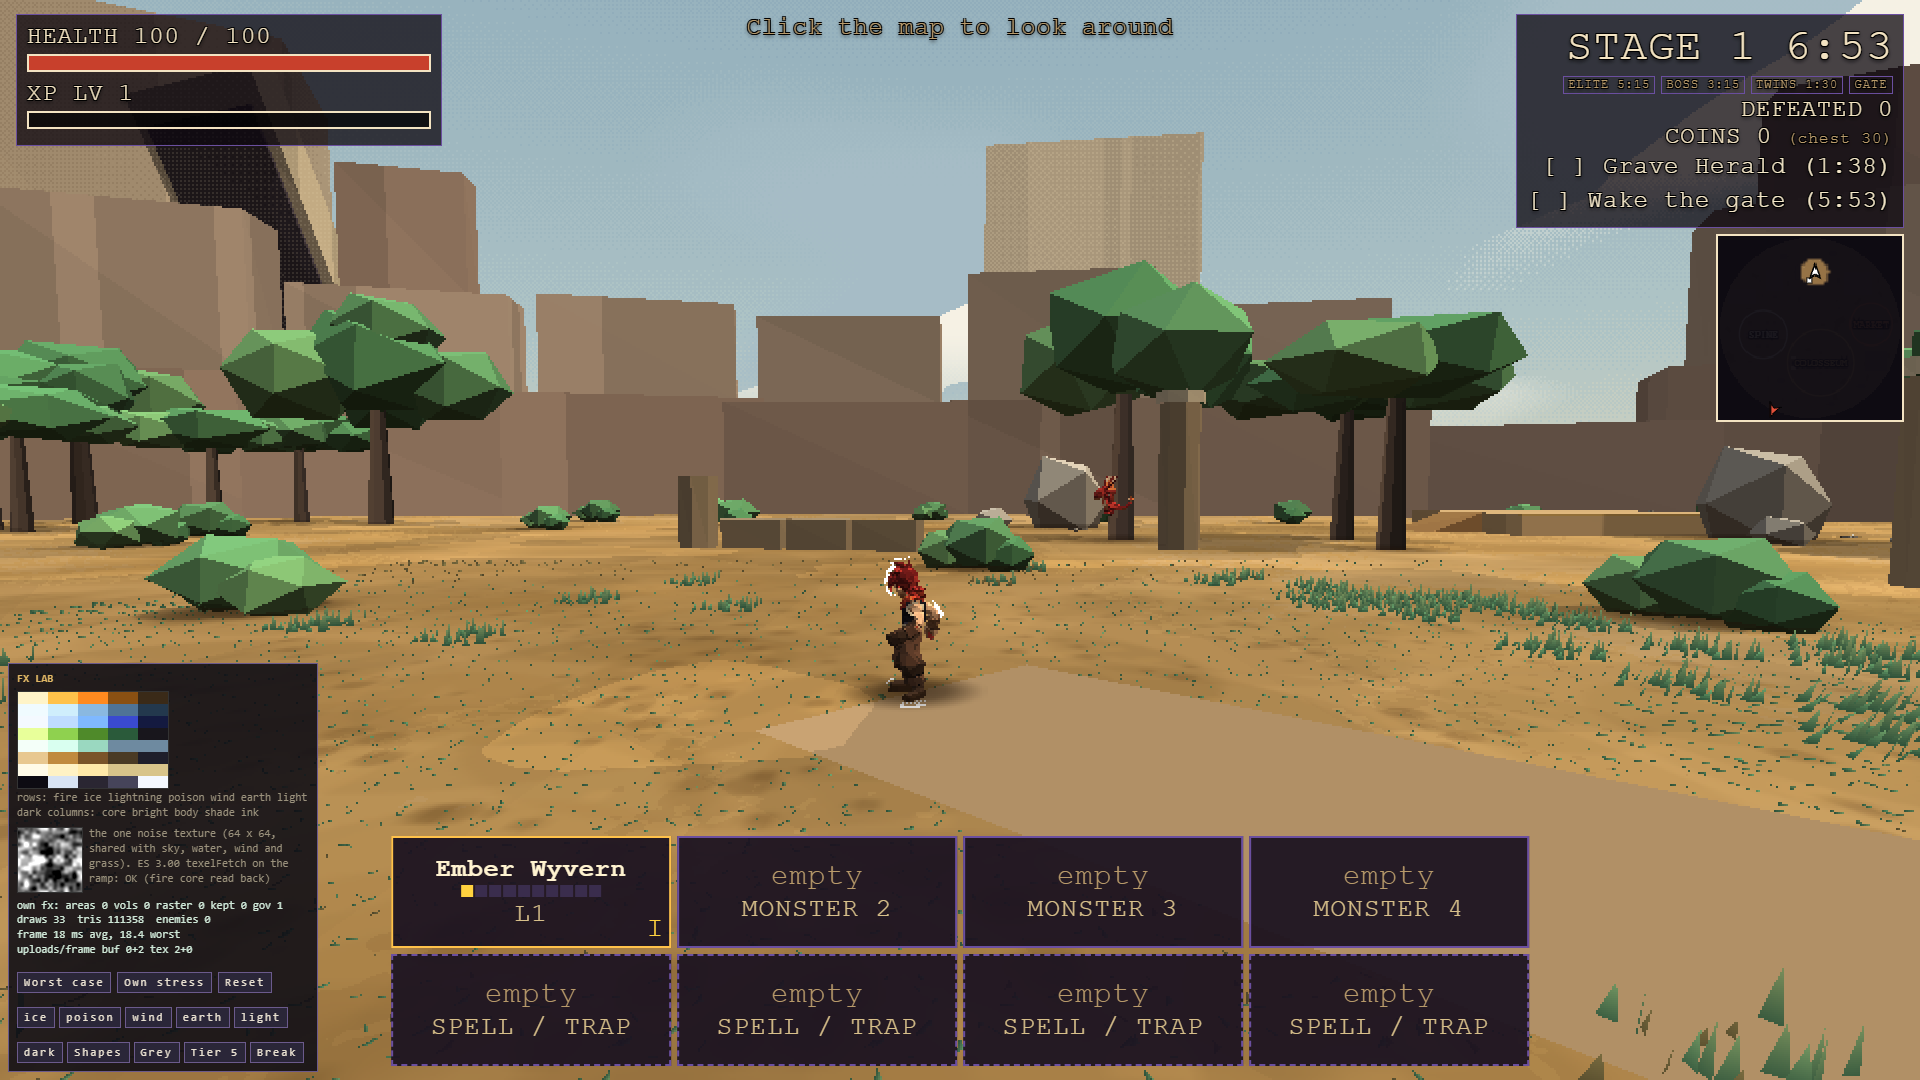 HEALTH 100 / 100
XP LV 1
Click the map to look around
STAGE 1 6:53
ELITE 5:15 BOSS 3:15 TWINS 1:30 GATE
DEFEATED 0
COINS 0 (chest 30)
[ ] Grave Herald (1:38)
[ ] Wake the gate (5:53)
FX LAB
rows: fire ice lightning poison wind earth light
dark columns: core bright body shade ink
the one noise texture (64 x 64,
shared with sky, water, wind and
grass). ES 3.00 texelFetch on the
ramp: OK (fire core read back)
own fx: areas 0 vols 0 raster 0 kept 0 gov 1
draws 33 tris 111358 enemies 0
frame 18 ms avg, 18.4 worst
uploads/frame buf 0+2 tex 2+0
Worst case Own stress Reset
ice poison wind earth light
dark Shapes Grey Tier 5 Break
Ember Wyvern
L1
I
empty
MONSTER 2
empty
MONSTER 3
empty
MONSTER 4
empty
SPELL / TRAP
empty
SPELL / TRAP
empty
SPELL / TRAP
empty
SPELL / TRAP